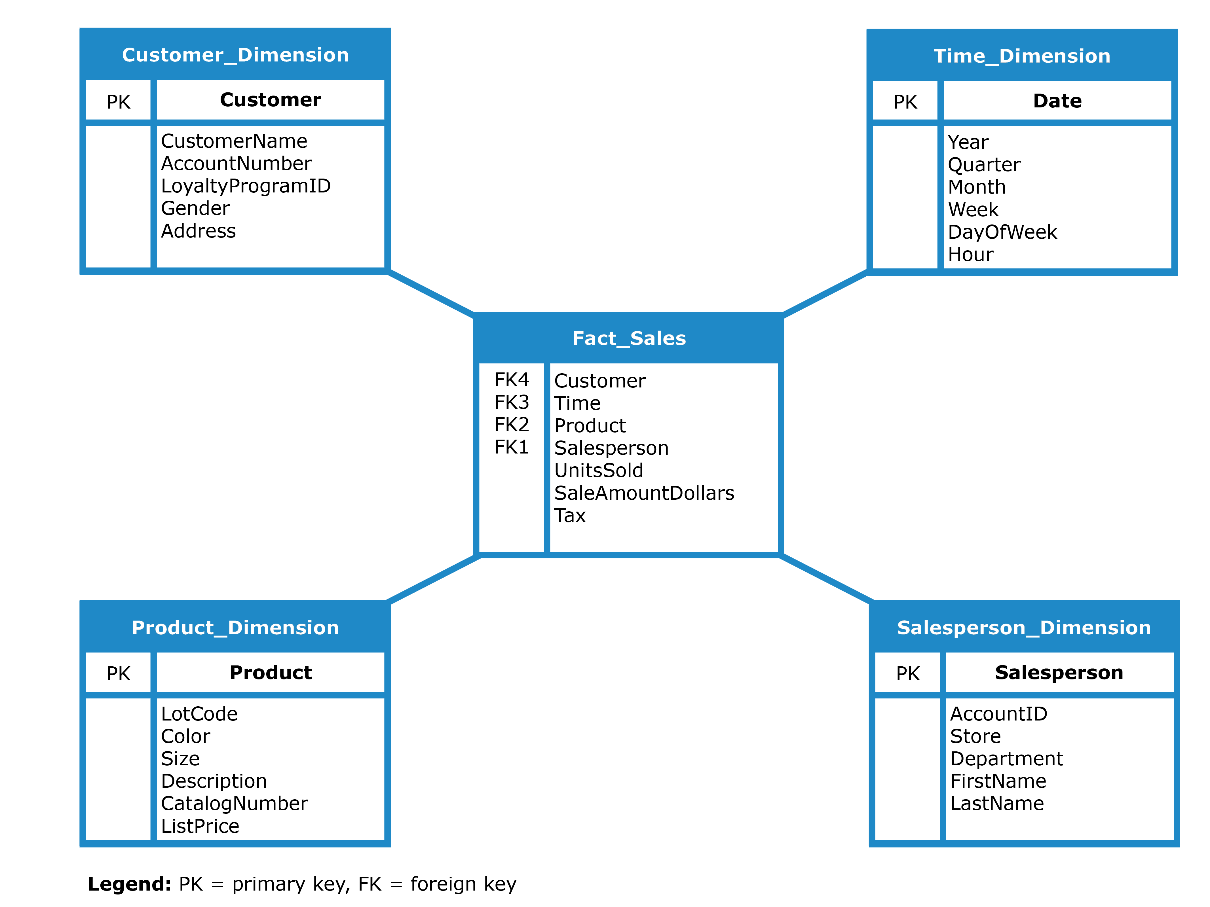 Customer_Dimension
PK Customer
CustomerName
AccountNumber
LoyaltyProgramID
Gender
Address
Time_Dimension
PK Date
Year
Quarter
Month
Week
DayOfWeek
Hour
Fact_Sales
FK4 Customer
FK3 Time
FK2 Product
FK1 Salesperson
UnitsSold
SaleAmountDollars
Tax
Product_Dimension
PK Product
LotCode
Color
Size
Description
CatalogNumber
ListPrice
Salesperson_Dimension
PK Salesperson
AccountID
Store
Department
FirstName
LastName
Legend: PK = primary key, FK = foreign key